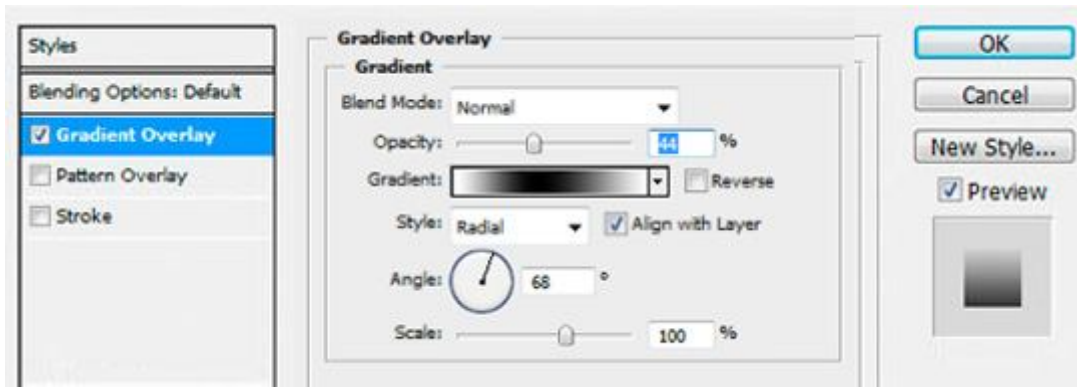 Styles
Blending Options: Default
Gradient Overlay
Pattern Overlay
Stroke
Gradient Overlay
Gradient
Blend Mode: Normal
Opacity: 44 %
Gradient: Reverse
Style: Radial Align with Layer
Angle: 68 °
Scale: 100 %
OK
Cancel
New Style...
Preview